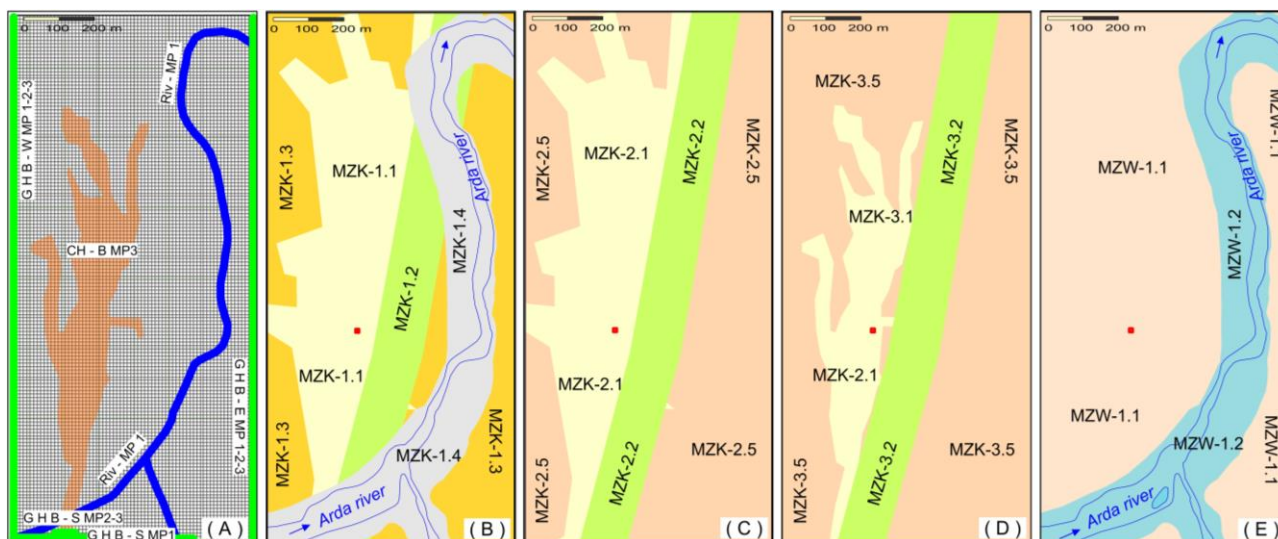 0 100 200 m
G H B - W MP 1-2-3
Riv - MP 1
CH - B MP3
G H B - E MP 1-2-3
Riv - MP 1
G H B - S MP2-3
G H B - S MP1
( A )
0 100 200 m
MZK-1.3
MZK-1.1
Arda river
MZK-1.4
MZK-1.2
MZK-1.1
MZK-1.3
MZK-1.4
MZK-1.3
Arda river
( B )
0 100 200 m
MZK-2.5
MZK-2.1
MZK-2.2
MZK-2.5
MZK-2.1
MZK-2.5
MZK-2.2
MZK-2.5
( C )
0 100 200 m
MZK-3.5
MZK-3.2
MZK-3.5
MZK-3.1
MZK-2.1
MZK-3.5
MZK-3.2
MZK-3.5
( D )
0 100 200 m
MZW-1.1
MZW-1.1
Arda river
MZW-1.2
MZW-1.1
MZW-1.2
MZW-1.1
Arda river
( E )